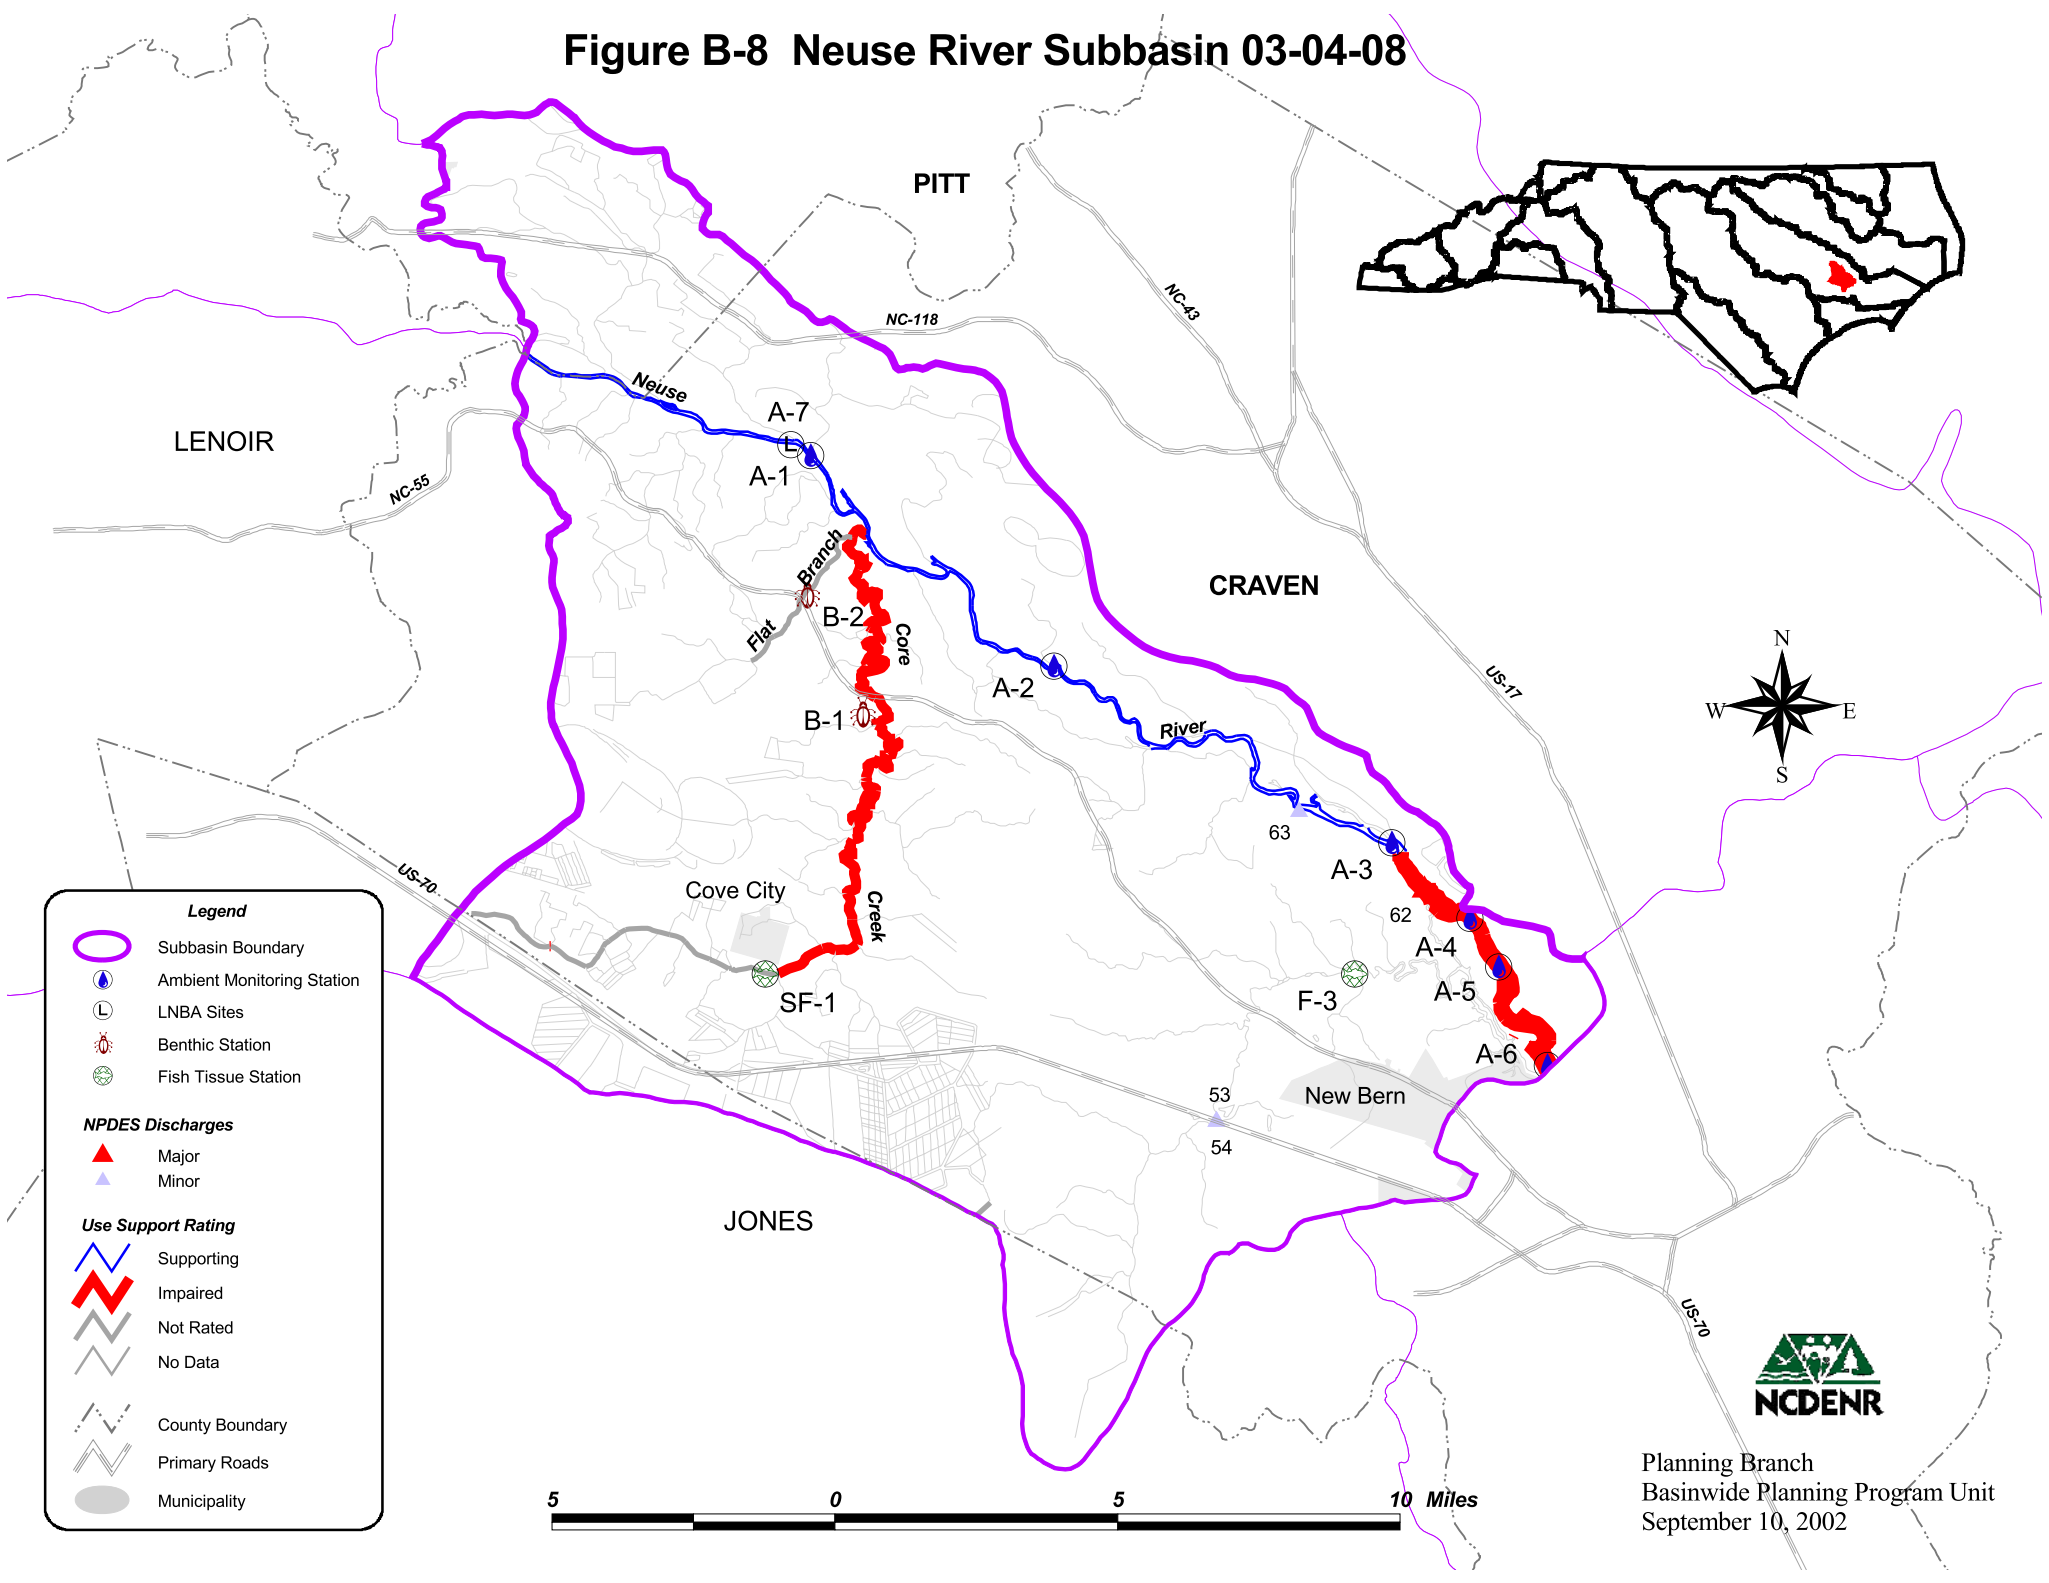 Figure B-8  Neuse River Subbasin 03-04-08
PITT
NC-43
NC-118
Neuse
A-7
L
A-1
LENOIR
NC-55
Branch
Flat
B-2
Core
CRAVEN
A-2
US-17
B-1
River
N
W
E
S
63
A-3
62
US-70
Cove City
Creek
A-4
A-5
SF-1
F-3
A-6
53
New Bern
54
JONES
US-70
Legend
Subbasin Boundary
Ambient Monitoring Station
L
LNBA Sites
Benthic Station
Fish Tissue Station
NPDES Discharges
Major
Minor
Use Support Rating
Supporting
Impaired
Not Rated
No Data
County Boundary
Primary Roads
Municipality
5 0 5 10 Miles
NCDENR
Planning Branch
Basinwide Planning Program Unit
September 10, 2002